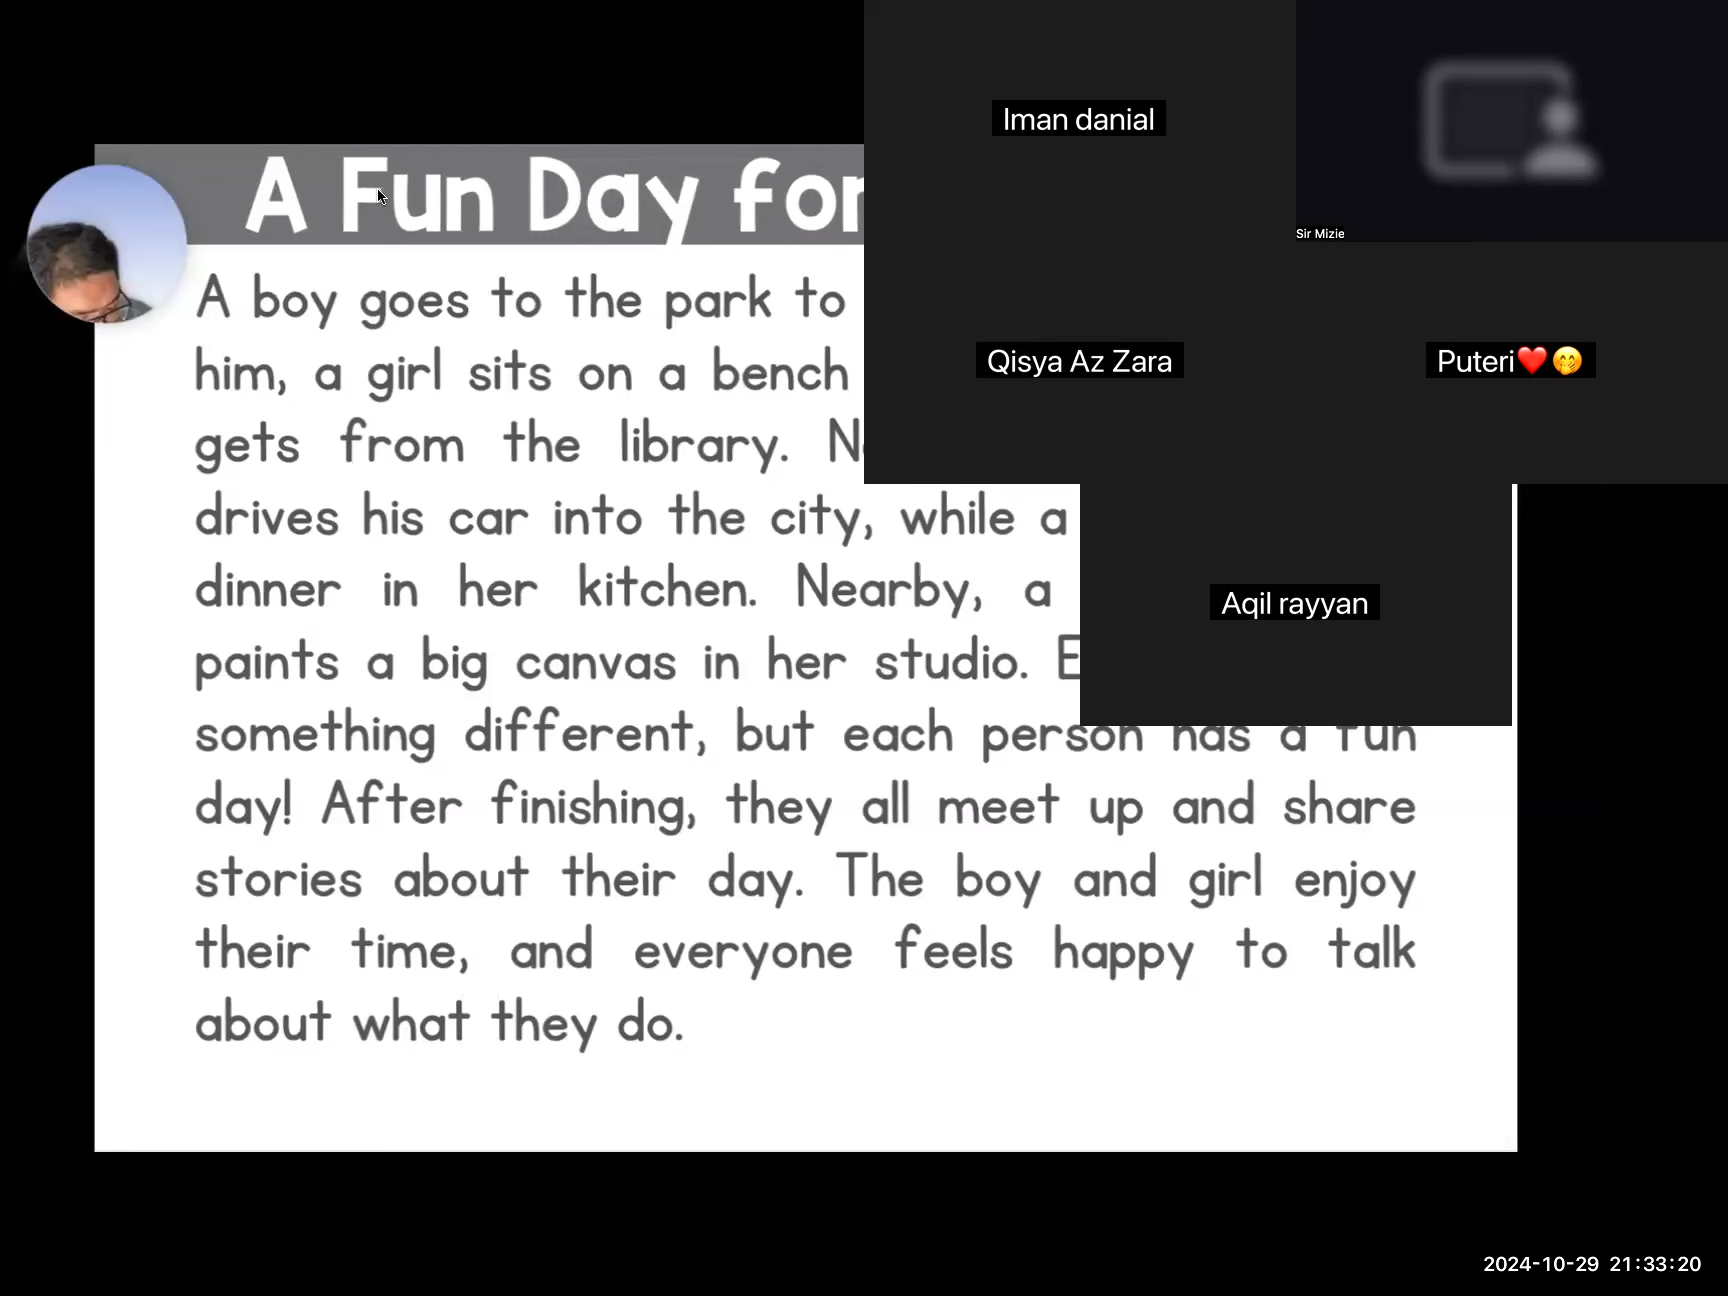 Iman danial
Sir Mizie
A Fun Day for
A boy goes to the park to
him, a girl sits on a bench
Qisya Az Zara
Puteri❤️🤭
gets from the library.
drives his car into the city, while a
dinner in her kitchen. Nearby, a
Aqil rayyan
paints a big canvas in her studio.
something different, but each person has a fun
day! After finishing, they all meet up and share
stories about their day. The boy and girl enjoy
their time, and everyone feels happy to talk
about what they do.
2024-10-29 21:33:20